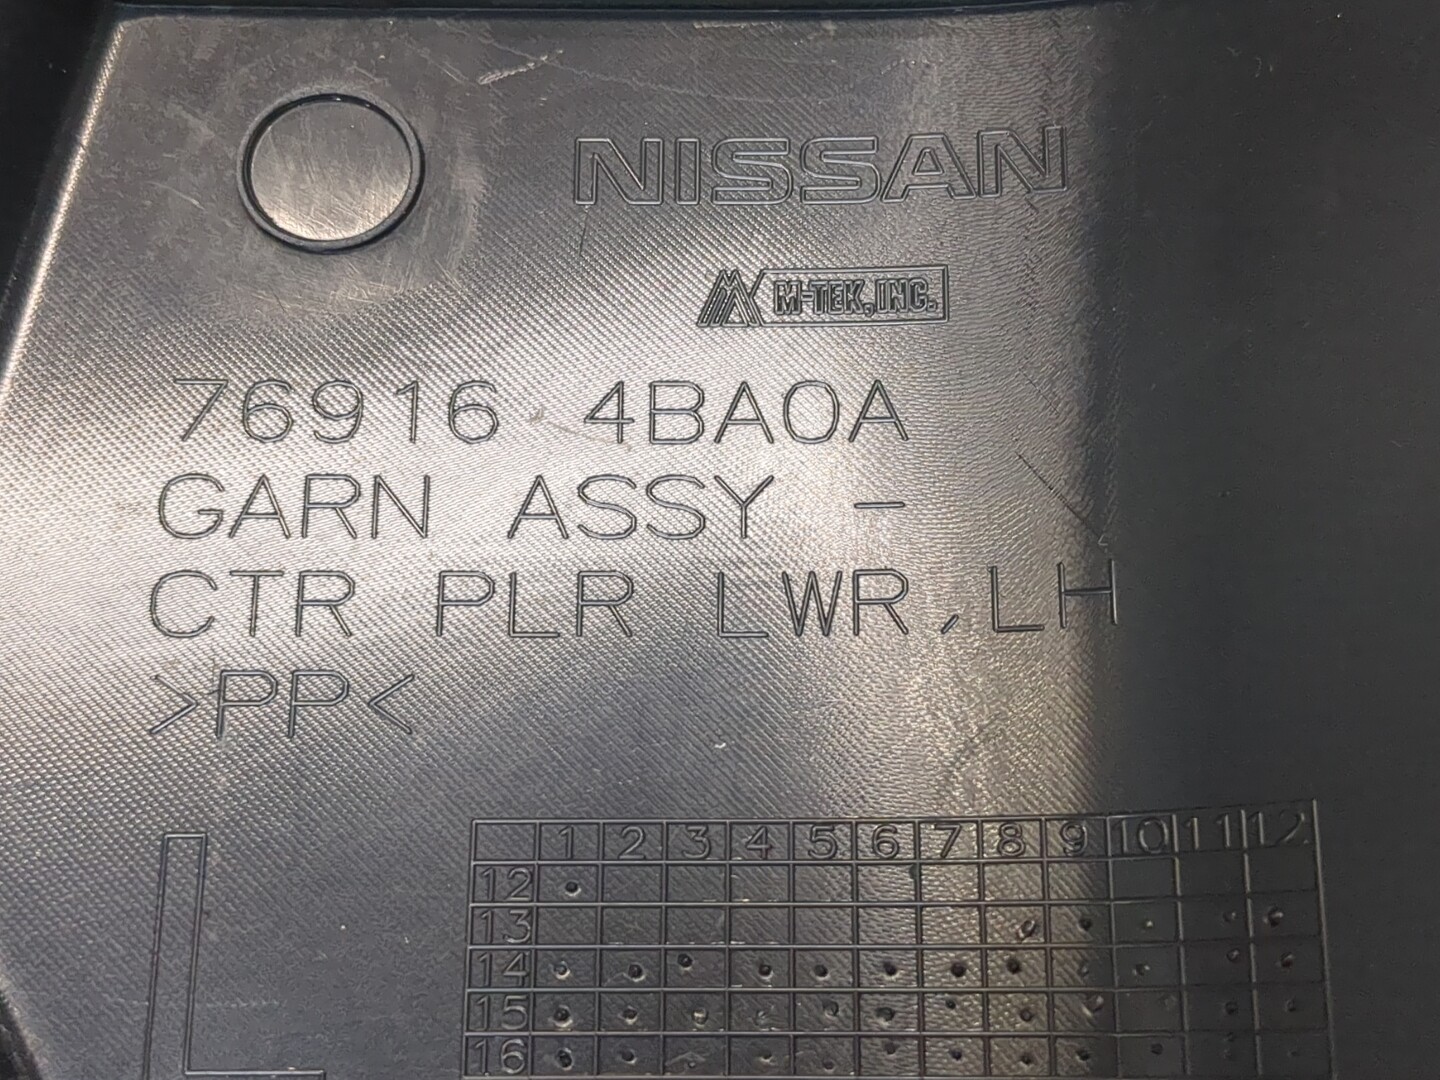 NISSAN
M-TEK, INC.
76916 4BA0A
GARN ASSY -
CTR PLR LWR, LH
>PP<
L
1 2 3 4 5 6 7 8 9 10 11 12
12
13
14
15
16